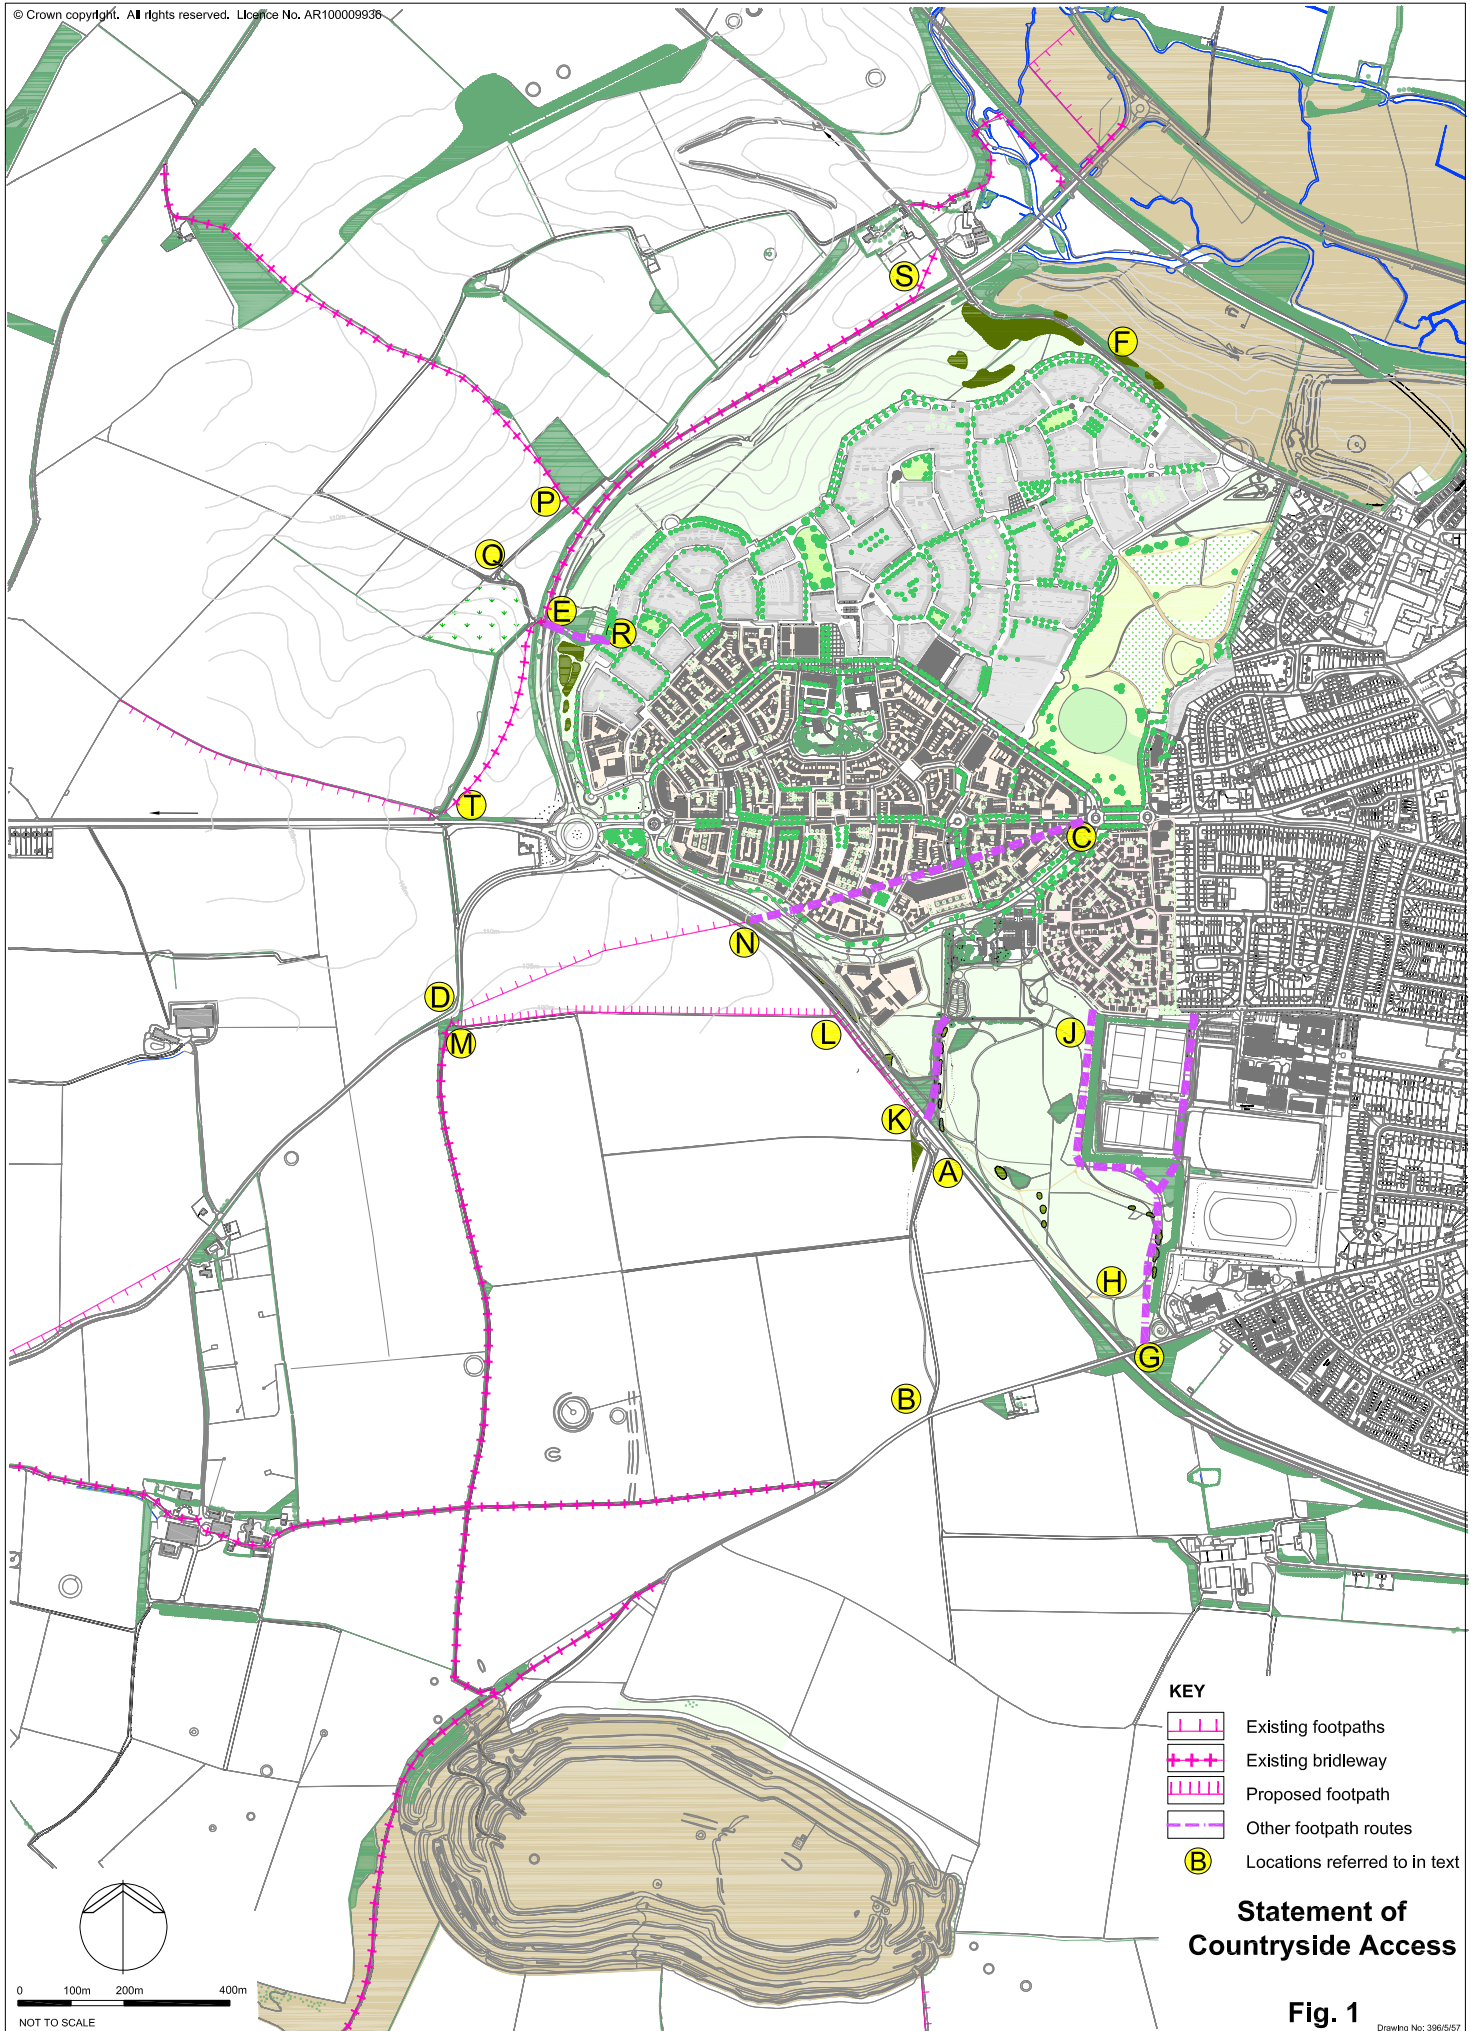 © Crown copyright. All rights reserved. Licence No. AR100009936
S
F
P
Q
E
R
T
C
N
D
M
L
J
K
A
H
G
B
KEY
Existing footpaths
Existing bridleway
Proposed footpath
Other footpath routes
B Locations referred to in text
Statement of
Countryside Access
0 100m 200m 400m
NOT TO SCALE
Fig. 1
Drawing No: 396/5/57